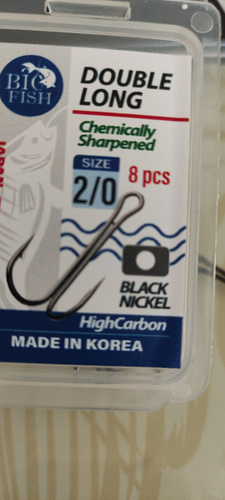 BIG FISH
DOUBLE
LONG
Chemically
Sharpened
SIZE
2/0
8 pcs
BLACK
NICKEL
HighCarbon
MADE IN KOREA